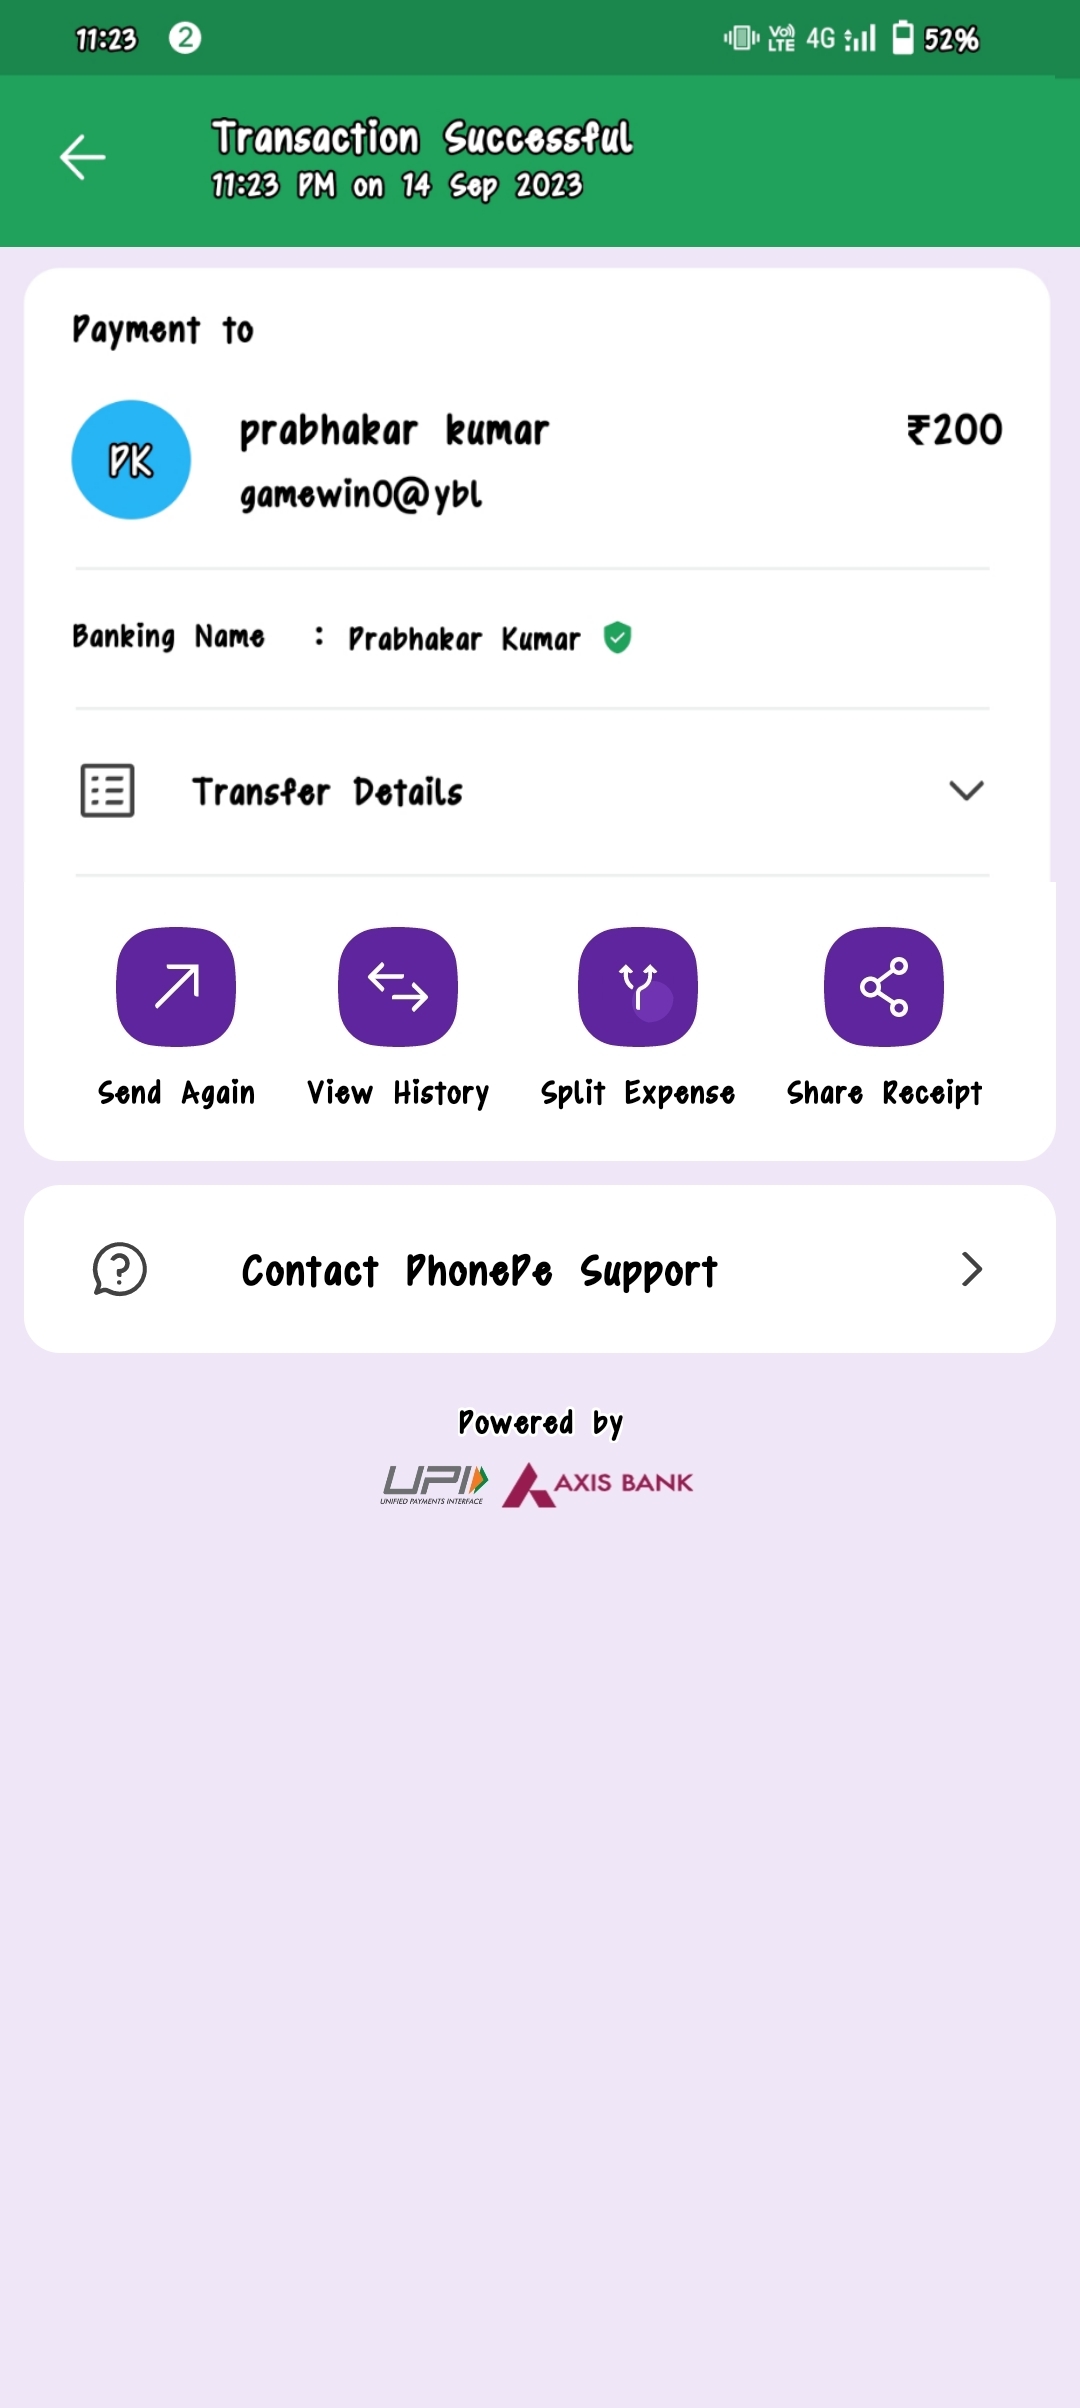 11:23 2 Vo) LTE 4G 52%
Transaction Successful
11:23 PM on 14 Sep 2023
Payment to
PK prabhakar kumar ₹200
gamewin0@ybl
Banking Name : Prabhakar Kumar
Transfer Details
Send Again View History Split Expense Share Receipt
Contact PhonePe Support
Powered by
UPI AXIS BANK
UNIFIED PAYMENTS INTERFACE